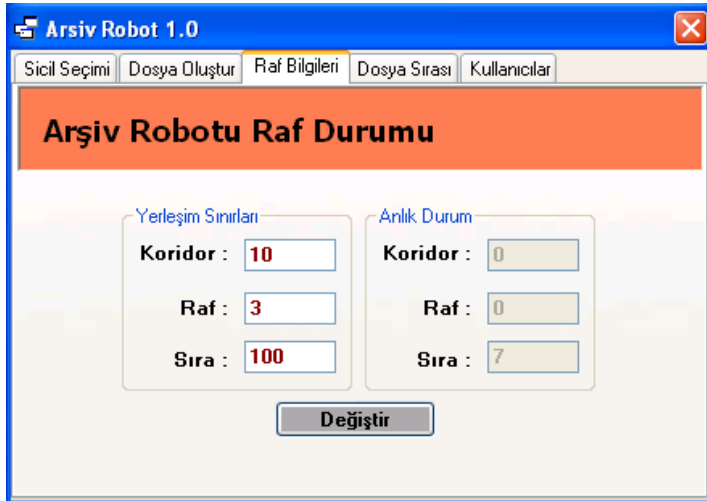 Arsiv Robot 1.0
Sicil Seçimi Dosya Oluştur Raf Bilgileri Dosya Sırası Kullanıcılar
Arşiv Robotu Raf Durumu
Yerleşim Sınırları Anlık Durum
Koridor : 10 Koridor : 0
Raf : 3 Raf : 0
Sıra : 100 Sıra : 7
Değiştir